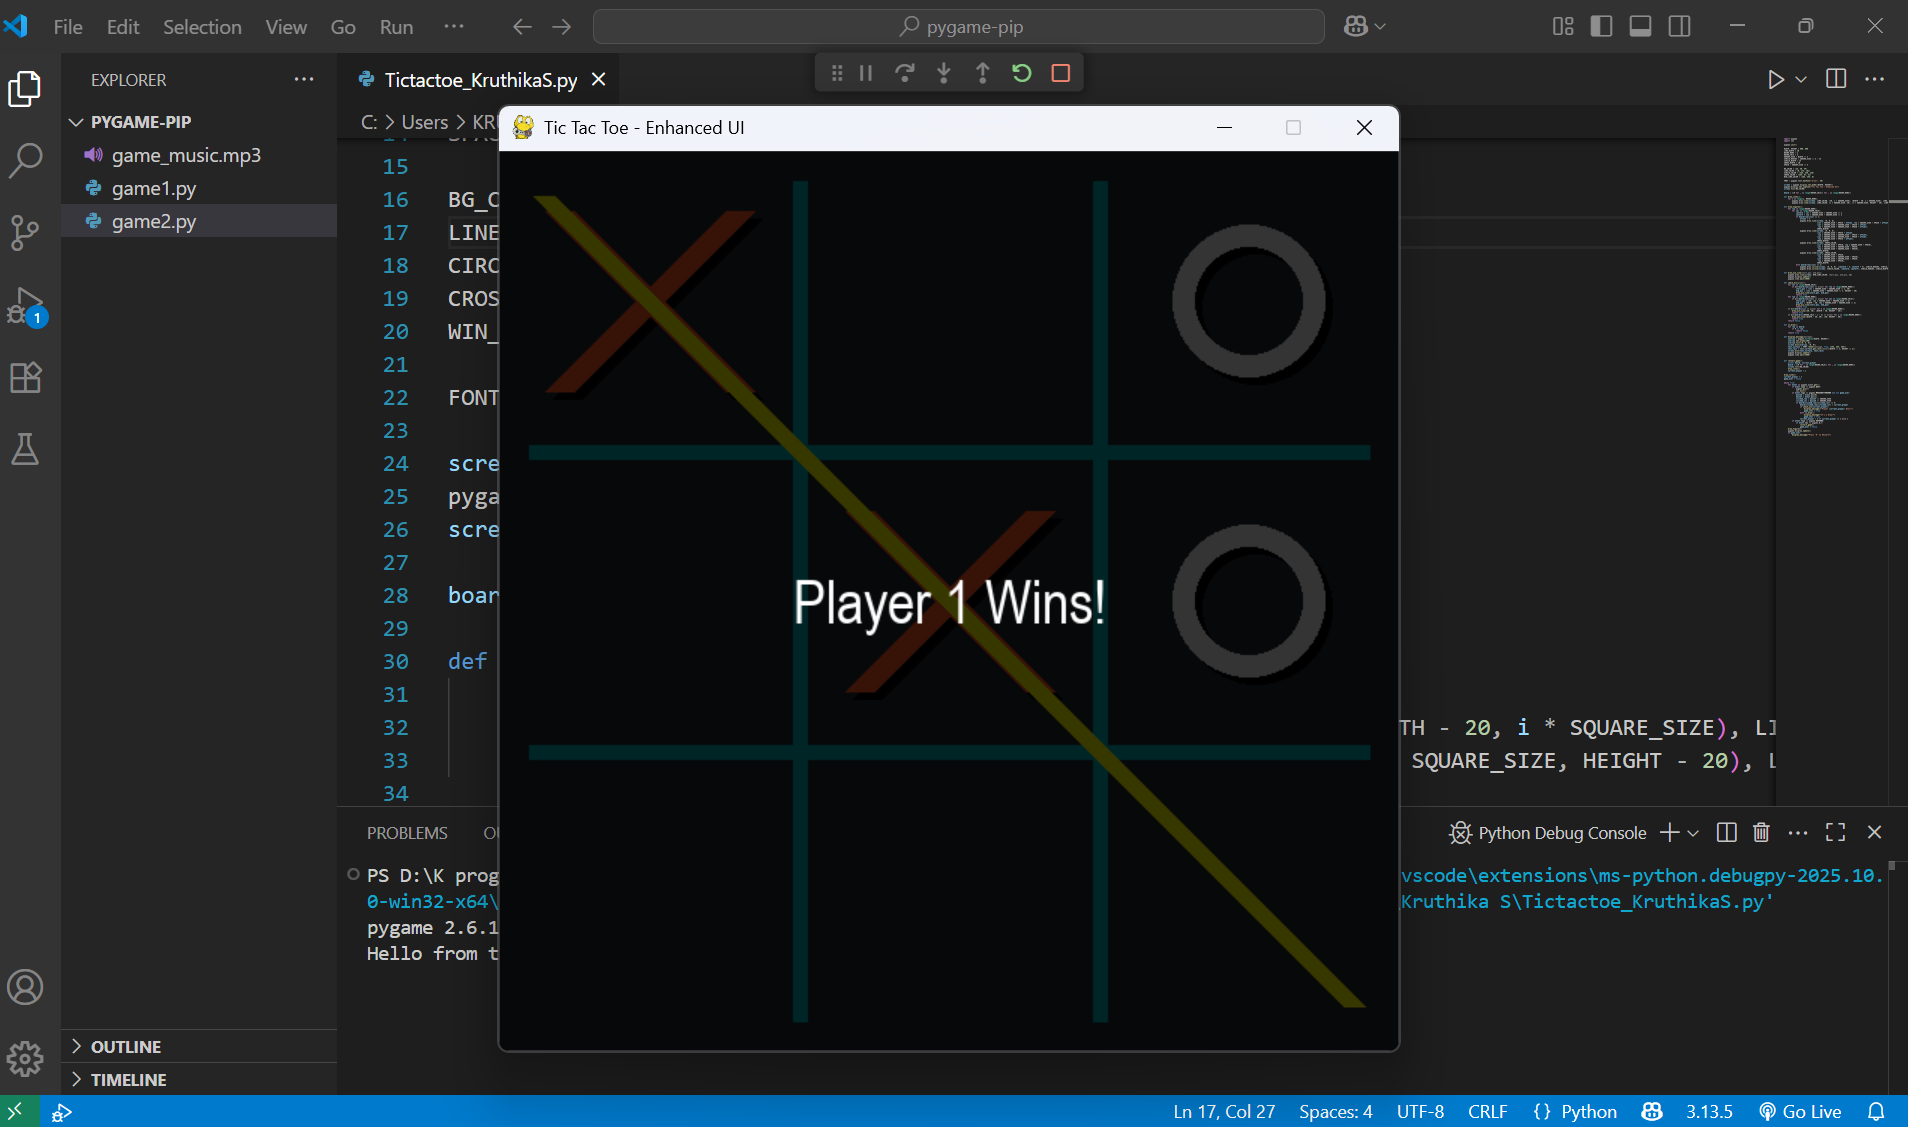 File Edit Selection View Go Run ···
pygame-pip
EXPLORER
PYGAME-PIP
game_music.mp3
game1.py
game2.py
OUTLINE
TIMELINE
Tictactoe_KruthikaS.py
C: > Users > KR
Tic Tac Toe - Enhanced UI
15
16 BG_C
17 LINE
18 CIRC
19 CROS
20 WIN_
21
22 FONT
23
24 scre
25 pyga
26 scre
27
28 boar
29
30 def
31
32 TH - 20, i * SQUARE_SIZE), LI
33 SQUARE_SIZE, HEIGHT - 20), L
34
Player 1 Wins!
1
PROBLEMS
Python Debug Console
PS D:\K prog vscode\extensions\ms-python.debugpy-2025.10.
0-win32-x64\ Kruthika S\Tictactoe_KruthikaS.py'
pygame 2.6.1
Hello from t
Ln 17, Col 27 Spaces: 4 UTF-8 CRLF {} Python 3.13.5 Go Live